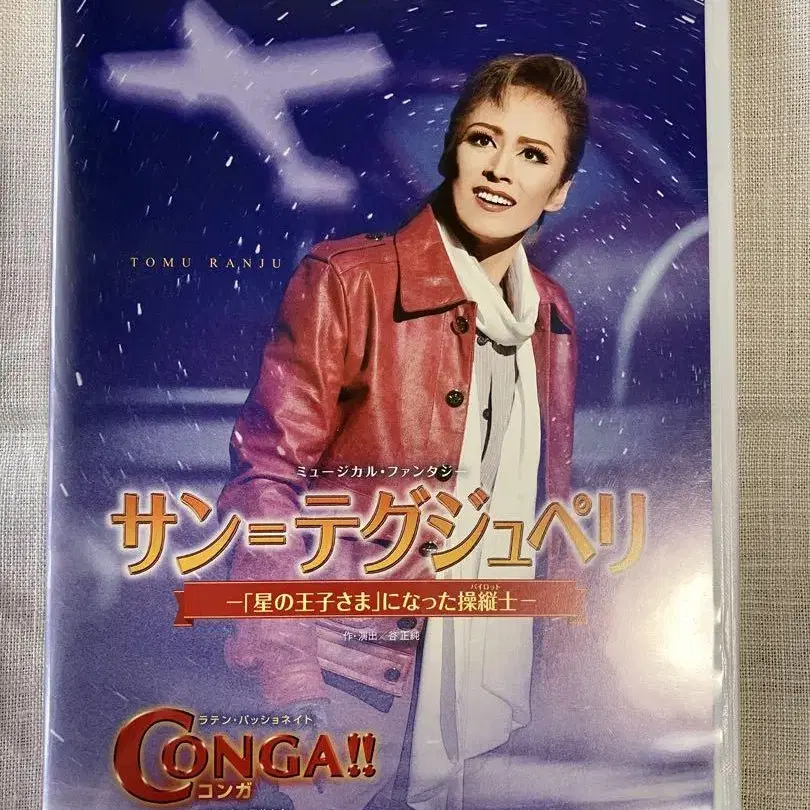 TOMU RANJU
ミュージカル・ファンタジー
サン=テグジュペリ
パイロット
―「星の王子さま」になった操縦士―
作・演出/谷正純
ラテン・パッショネイト
CONGA!!
コンガ